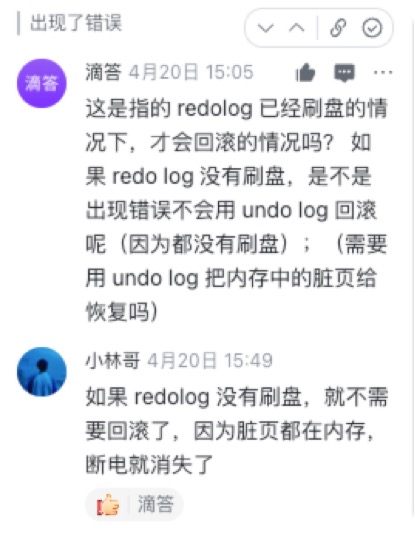 出现了错误
滴答 4月20日 15:05
滴答
这是指的 redolog 已经刷盘的情
况下，才会回滚的情况吗？ 如
果 redo log 没有刷盘，是不是
出现错误不会用 undo log 回滚
呢（因为都没有刷盘）；（需要
用 undo log 把内存中的脏页给
恢复吗）
小林哥 4月20日 15:49
如果 redolog 没有刷盘，就不需
要回滚了，因为脏页都在内存，
断电就消失了
滴答